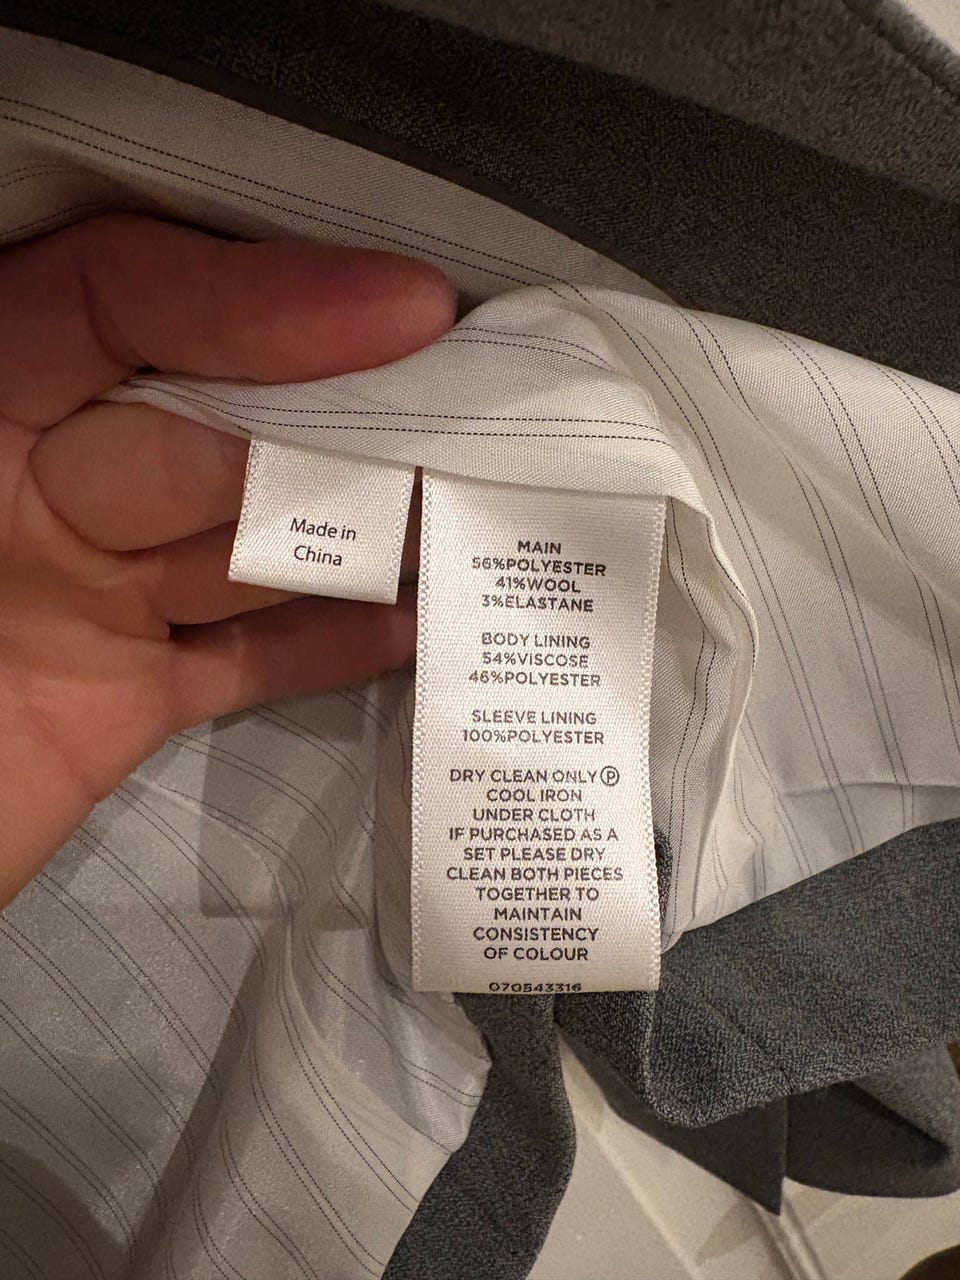 Made in
China
MAIN
56%POLYESTER
41%WOOL
3%ELASTANE
BODY LINING
54%VISCOSE
46%POLYESTER
SLEEVE LINING
100%POLYESTER
DRY CLEAN ONLY Ⓟ
COOL IRON
UNDER CLOTH
IF PURCHASED AS A
SET PLEASE DRY
CLEAN BOTH PIECES
TOGETHER TO
MAINTAIN
CONSISTENCY
OF COLOUR
070543316